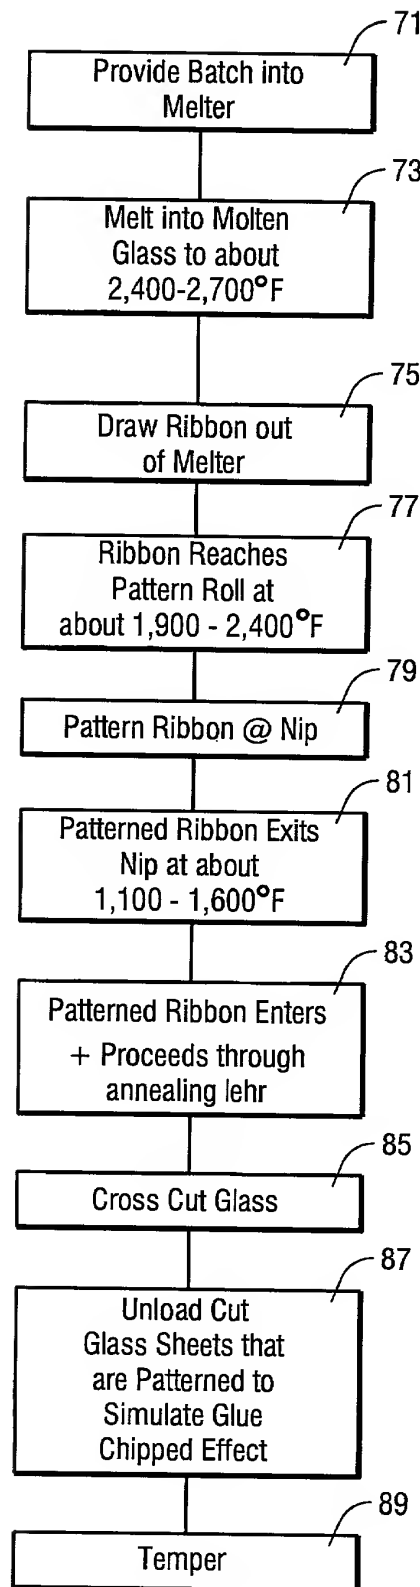 71
Provide Batch into
Melter
73
Melt into Molten
Glass to about
2,400-2,700°F
75
Draw Ribbon out
of Melter
77
Ribbon Reaches
Pattern Roll at
about 1,900 - 2,400°F
79
Pattern Ribbon @ Nip
81
Patterned Ribbon Exits
Nip at about
1,100 - 1,600°F
83
Patterned Ribbon Enters
+ Proceeds through
annealing lehr
85
Cross Cut Glass
87
Unload Cut
Glass Sheets that
are Patterned to
Simulate Glue
Chipped Effect
89
Temper